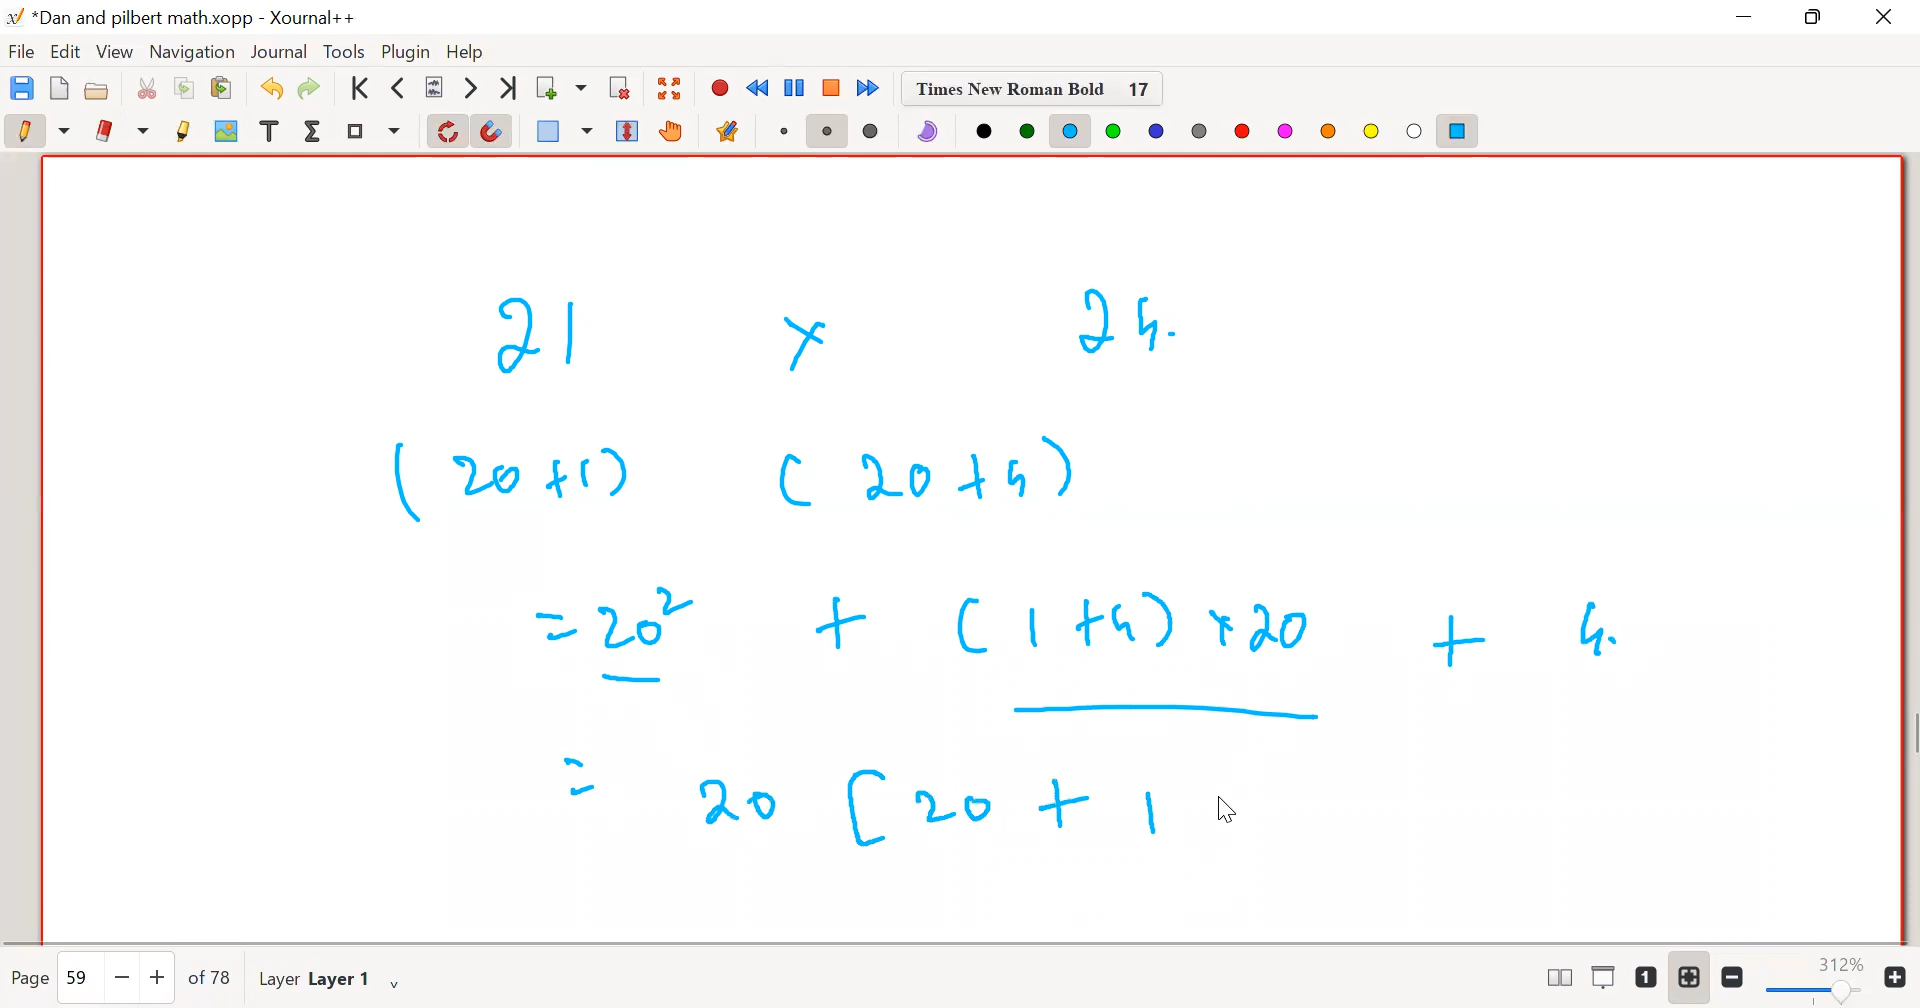 *Dan and pilbert math.xopp - Xournal++
File Edit View Navigation Journal Tools Plugin Help
Times New Roman Bold 17
21 × 24.
(20+1) (20+4)
= 20² + (1+4)×20 + 4.
= 20 [20 + 1
Page 59 of 78 Layer Layer 1 312%